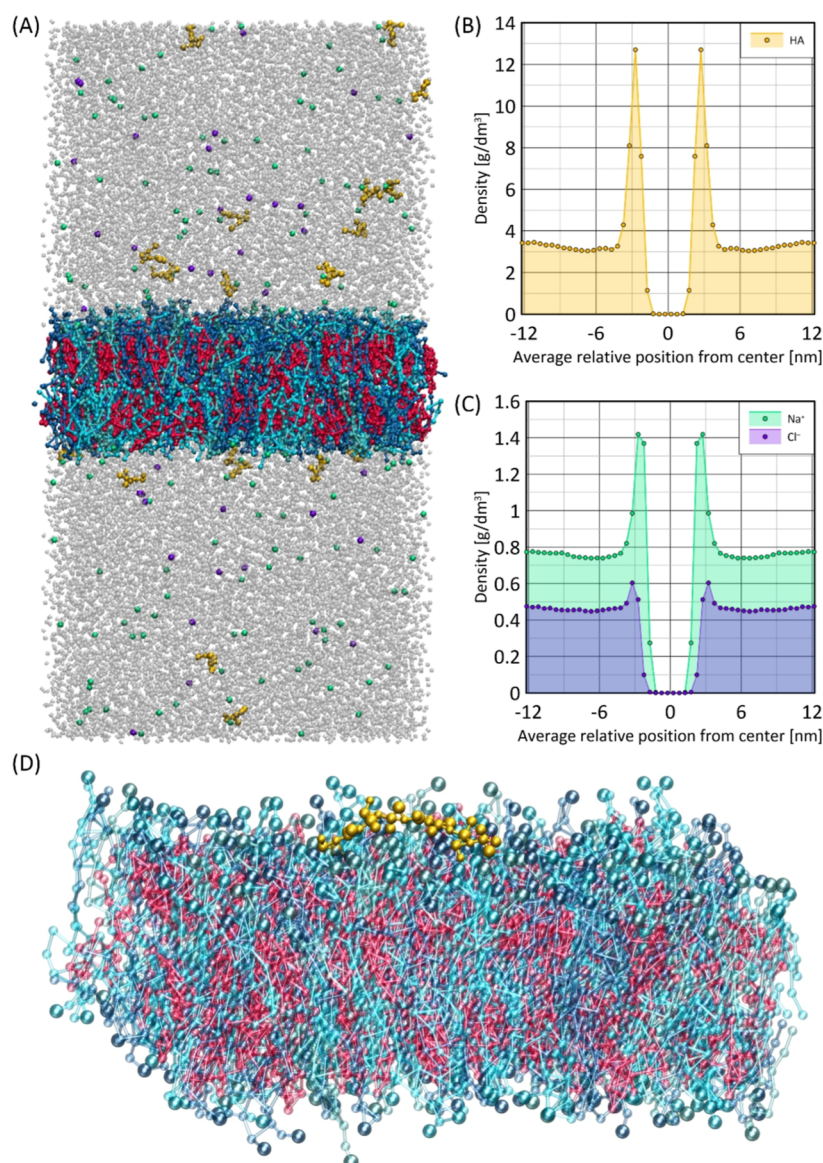 (A)
(B)
14
12
10
8
6
4
2
0
Density [g/dm³]
HA
-12
-6
0
6
12
Average relative position from center [nm]
(C)
1.6
1.4
1.2
1
0.8
0.6
0.4
0.2
0
Density [g/dm³]
Na⁺
Cl⁻
-12
-6
0
6
12
Average relative position from center [nm]
(D)